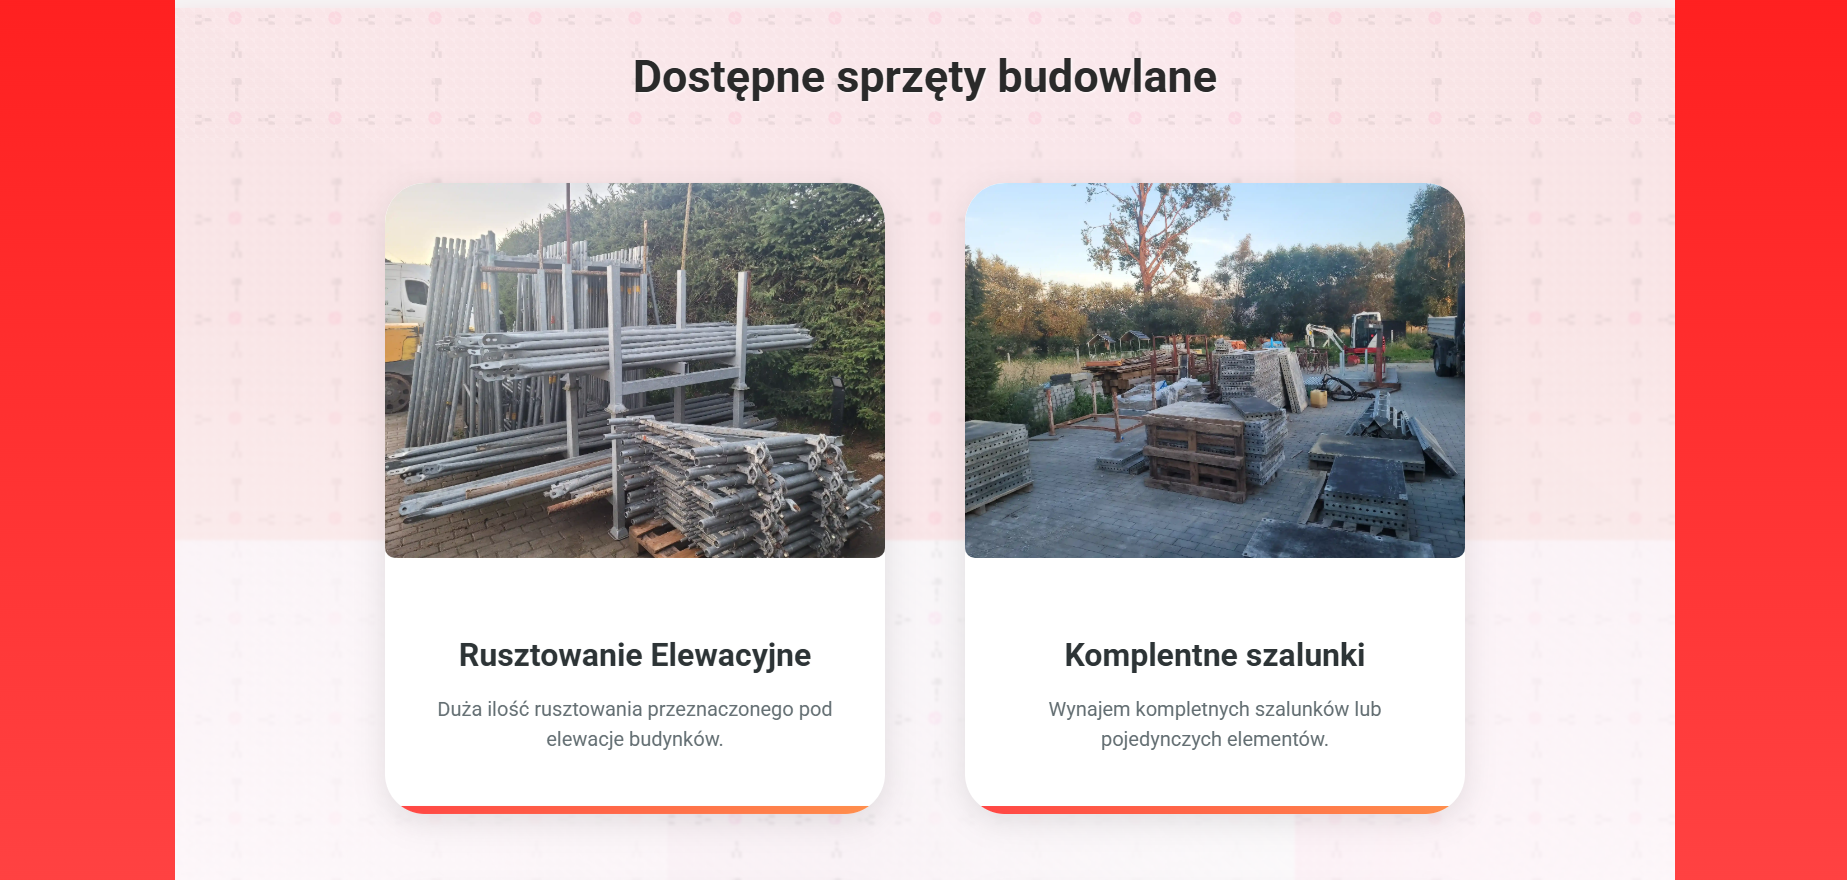 Dostępne sprzęty budowlane
Rusztowanie Elewacyjne
Duża ilość rusztowania przeznaczonego pod
elewacje budynków.
Komplentne szalunki
Wynajem kompletnych szalunków lub
pojedynczych elementów.